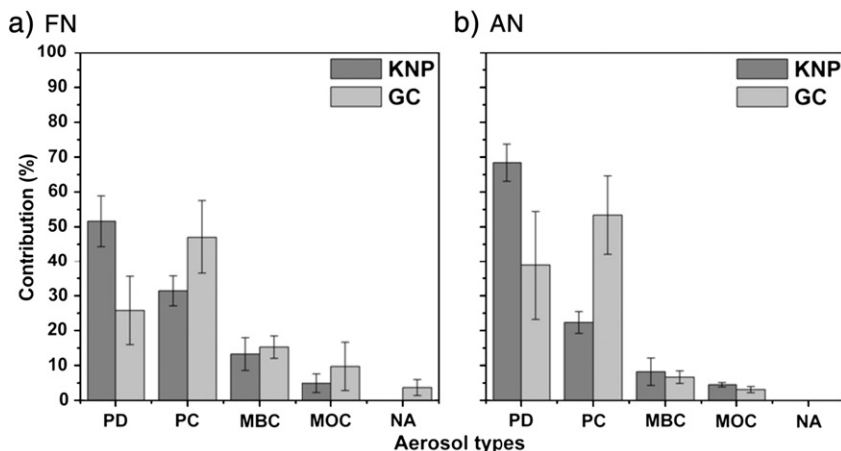 a) FN
b) AN
Contribution (%)
100
90
80
70
60
50
40
30
20
10
0
KNP
GC
KNP
GC
PD PC MBC MOC NA
PD PC MBC MOC NA
Aerosol types